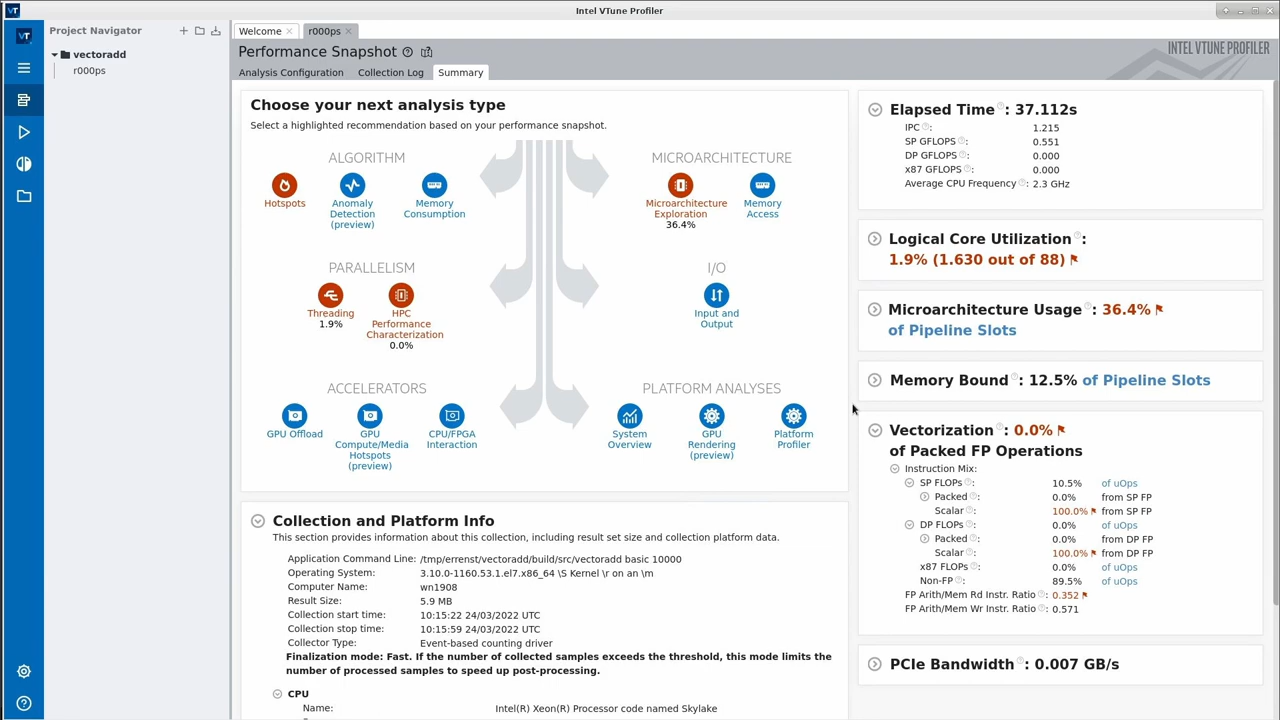 Intel VTune Profiler
VT
Project Navigator
vectoradd
r000ps
Welcome
r000ps
Performance Snapshot
INTEL VTUNE PROFILER
Analysis Configuration
Collection Log
Summary
Choose your next analysis type
Select a highlighted recommendation based on your performance snapshot.
ALGORITHM
Hotspots
Anomaly
Detection
(preview)
Memory
Consumption
MICROARCHITECTURE
Microarchitecture
Exploration
36.4%
Memory
Access
PARALLELISM
Threading
1.9%
HPC
Performance
Characterization
0.0%
I/O
Input and
Output
ACCELERATORS
GPU Offload
GPU
Compute/Media
Hotspots
(preview)
CPU/FPGA
Interaction
PLATFORM ANALYSES
System
Overview
GPU
Rendering
(preview)
Platform
Profiler
Collection and Platform Info
This section provides information about this collection, including result set size and collection platform data.
Application Command Line: /tmp/errenst/vectoradd/build/src/vectoradd basic 10000
Operating System: 3.10.0-1160.53.1.el7.x86_64 \S Kernel \r on an \m
Computer Name: wn1908
Result Size: 5.9 MB
Collection start time: 10:15:22 24/03/2022 UTC
Collection stop time: 10:15:59 24/03/2022 UTC
Collector Type: Event-based counting driver
Finalization mode: Fast. If the number of collected samples exceeds the threshold, this mode limits the
number of processed samples to speed up post-processing.
CPU
Name: Intel(R) Xeon(R) Processor code named Skylake
Elapsed Time: 37.112s
IPC: 1.215
SP GFLOPS: 0.551
DP GFLOPS: 0.000
x87 GFLOPS: 0.000
Average CPU Frequency: 2.3 GHz
Logical Core Utilization:
1.9% (1.630 out of 88)
Microarchitecture Usage: 36.4%
of Pipeline Slots
Memory Bound: 12.5% of Pipeline Slots
Vectorization: 0.0%
of Packed FP Operations
Instruction Mix:
SP FLOPs: 10.5% of uOps
Packed: 0.0% from SP FP
Scalar: 100.0% from SP FP
DP FLOPs: 0.0% of uOps
Packed: 0.0% from DP FP
Scalar: 100.0% from DP FP
x87 FLOPs: 0.0% of uOps
Non-FP: 89.5% of uOps
FP Arith/Mem Rd Instr. Ratio: 0.352
FP Arith/Mem Wr Instr. Ratio: 0.571
PCIe Bandwidth: 0.007 GB/s